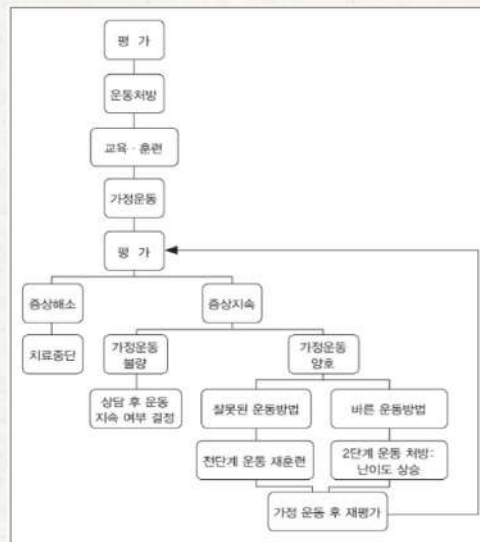 평 가
운동처방
교육 · 훈련
가정운동
평 가
증상해소
증상지속
치료중단
가정운동
불량
가정운동
양호
상담 후 운동
지속 여부 결정
잘못된 운동방법
바른 운동방법
전단계 운동 재훈련
2단계 운동 처방:
난이도 상승
가정 운동 후 재평가